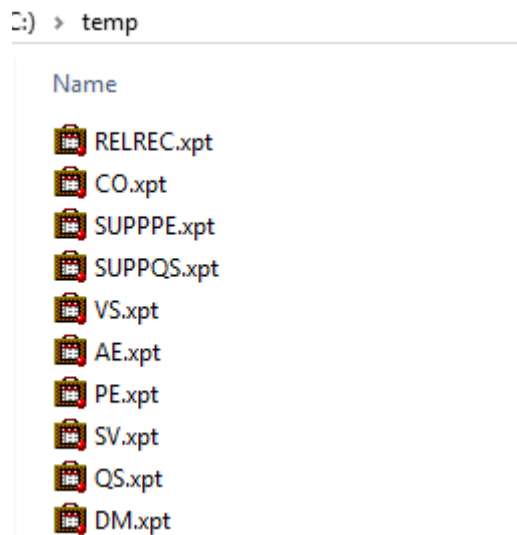 C:) > temp
Name
RELREC.xpt
CO.xpt
SUPPPE.xpt
SUPPQS.xpt
VS.xpt
AE.xpt
PE.xpt
SV.xpt
QS.xpt
DM.xpt